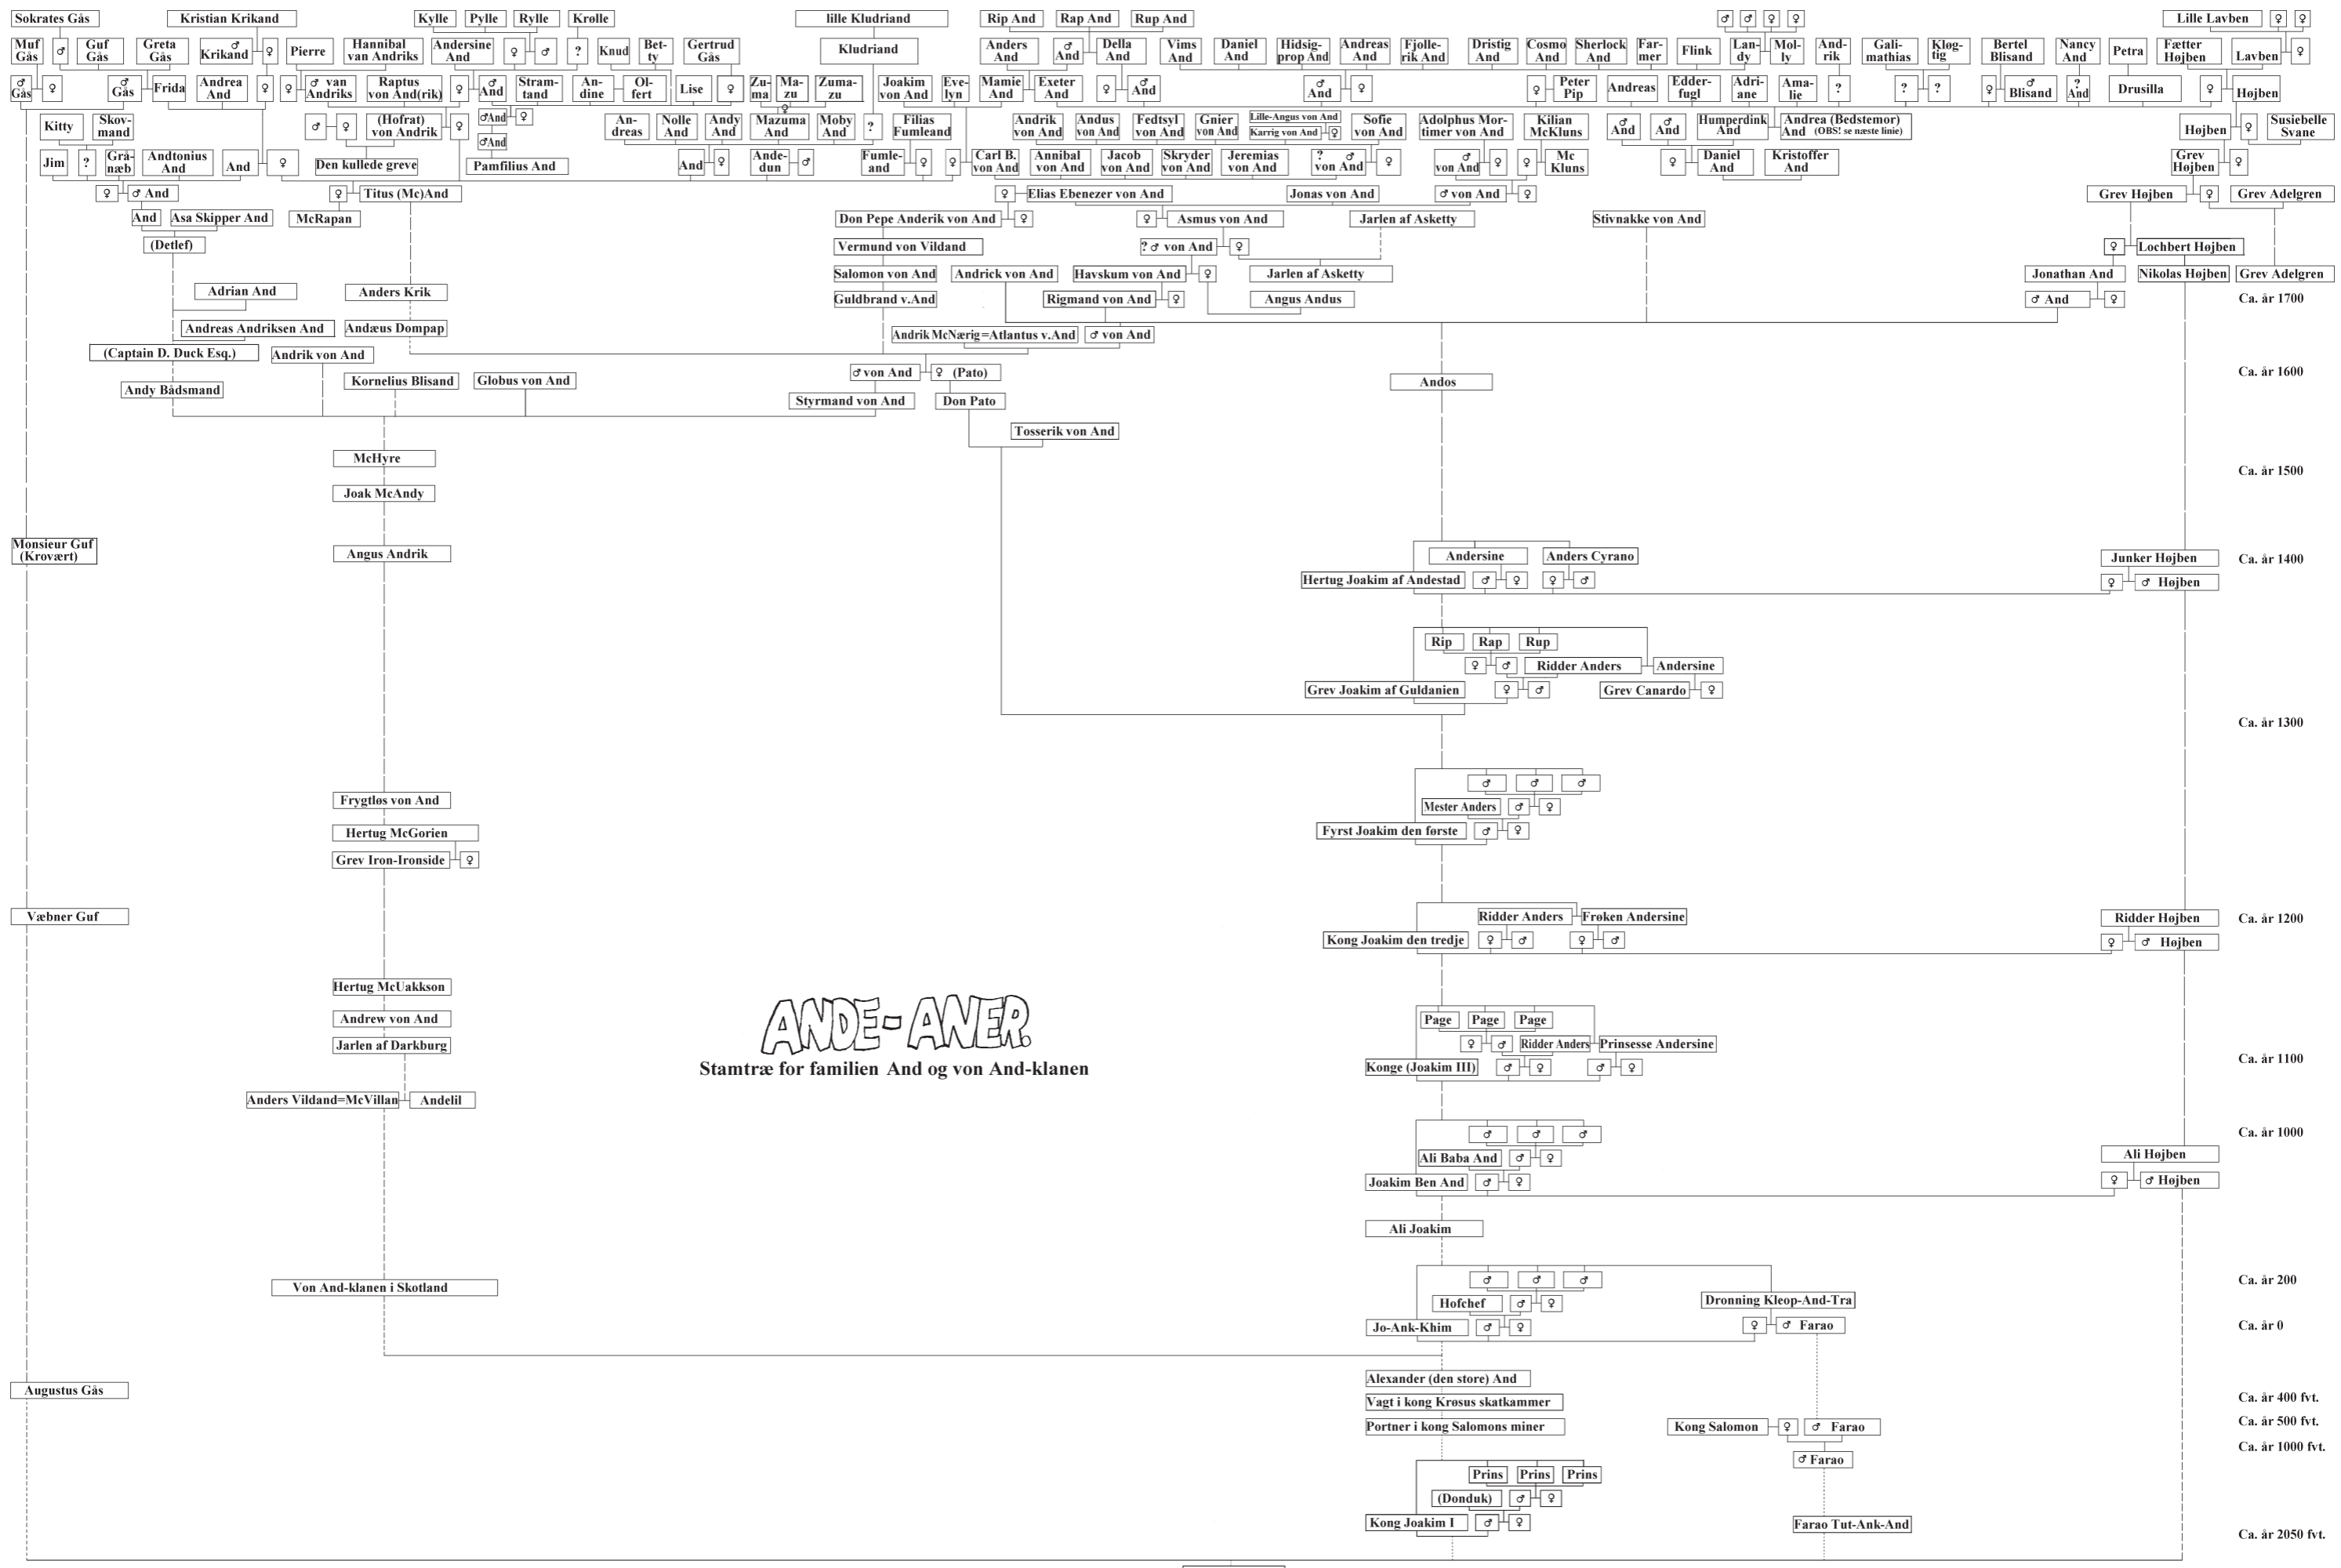 Sokrates Gås
Kristian Krikand
Kylle
Pylle
Rylle
Krølle
lille Kludriand
Rip And
Rap And
Rup And
♂
♂
♀
♀
Lille Lavben
♀
♀
Muf
Gås
♂
Guf
Gås
Greta
Gås
♂
Krikand
♀
Pierre
Hannibal
van Andriks
Andersine
And
♀
♂
?
Knud
Bet-
ty
Gertrud
Gås
Kludriand
Anders
And
♂
And
Della
And
Vims
And
Daniel
And
Hidsig-
prop And
Andreas
And
Fjolle-
rik And
Dristig
And
Cosmo
And
Sherlock
And
Far-
mer
Flink
Lan-
dy
Mol-
ly
And-
rik
Gali-
mathias
Kløg-
tig
Bertel
Blisand
Nancy
And
Petra
Fætter
Højben
Lavben
♀
♂
Gås
♀
♂
Gås
Frida
Andrea
And
♀
♀
♂ van
Andriks
Raptus
von And(rik)
♀
♂
And
Stram-
tand
An-
dine
Ol-
fert
Lise
♀
Zu-
ma
Ma-
zu
♀
Zuma-
zu
Joakim
von And
Eve-
lyn
Mamie
And
Exeter
And
♀
♂
And
♂
And
♀
♀
Peter
Pip
Andreas
Edder-
fugl
Adri-
ane
Ama-
lie
?
?
?
♀
♂
Blisand
?
And
Drusilla
♀
Højben
Kitty
Skov-
mand
♂
♀
(Hofrat)
von Andrik
♀
♂And
♀
♂And
An-
dreas
Nolle
And
Andy
And
Mazuma
And
Moby
And
?
Filias
Fumleand
Andrik
von And
Andus
von And
Fedtsyl
von And
Gnier
von And
Lille-Angus von And
Karrig von And
♀
Sofie
von And
Adolphus Mor-
timer von And
Kilian
McKluns
♂
And
♂
And
Humperdink
And
Andrea (Bedstemor)
And (OBS! se næste linie)
Højben
♀
Susiebelle
Svane
Jim
?
Grå-
næb
Andtonius
And
And
♀
Den kullede greve
Pamfilius And
And
♀
Ande-
dun
♂
Fumle-
and
♀
♀
Carl B.
von And
Annibal
von And
Jacob
von And
Skryder
von And
Jeremias
von And
? ♂
von And
♀
♂
von And
♀
♀
Mc
Kluns
♀
Daniel
And
Kristoffer
And
Grev
Højben
♀
♀
♂ And
♀
Titus (Mc)And
♀
Elias Ebenezer von And
Jonas von And
♂ von And
♀
Grev Højben
♀
Grev Adelgren
And
Asa Skipper And
McRapan
Don Pepe Anderik von And
♀
♀
Asmus von And
Jarlen af Asketty
Stivnakke von And
(Detlef)
Vermund von Vildand
? ♂ von And
♀
♀
Lochbert Højben
Salomon von And
Andrick von And
Havskum von And
♀
Jarlen af Asketty
Jonathan And
Nikolas Højben
Grev Adelgren
Adrian And
Anders Krik
Guldbrand v.And
Rigmand von And
♀
Angus Andus
♂ And
♀
Ca. år 1700
Andreas Andriksen And
Andæus Dompap
Andrik McNærig=Atlantus v.And
♂ von And
(Captain D. Duck Esq.)
Andrik von And
♂ von And
♀ (Pato)
Ca. år 1600
Andy Bådsmand
Kornelius Blisand
Globus von And
Andos
Styrmand von And
Don Pato
Tosserik von And
McHyre
Ca. år 1500
Joak McAndy
Monsieur Guf
(Krovært)
Angus Andrik
Andersine
Anders Cyrano
Junker Højben
Ca. år 1400
Hertug Joakim af Andestad
♂
♀
♀
♂
♀
♂ Højben
Rip
Rap
Rup
♀
♂
Ridder Anders
Andersine
Grev Joakim af Guldanien
♀
♂
Grev Canardo
♀
Ca. år 1300
♂
♂
♂
Frygtløs von And
Mester Anders
♂
♀
Hertug McGorien
Fyrst Joakim den første
♂
♀
Grev Iron-Ironside
♀
Væbner Guf
Ridder Anders
Frøken Andersine
Ridder Højben
Ca. år 1200
Kong Joakim den tredje
♀
♂
♀
♂
♀
♂ Højben
Hertug McUakkson
Andrew von And
Page
Page
Page
ANDE-ANER.
Jarlen af Darkburg
♀
♂
Ridder Anders
Prinsesse Andersine
Stamtræ for familien And og von And-klanen
Konge (Joakim III)
♂
♀
♂
♀
Ca. år 1100
Anders Vildand=McVillan
Andelil
♂
♂
♂
Ca. år 1000
Ali Baba And
♂
♀
Ali Højben
Joakim Ben And
♂
♀
♀
♂ Højben
Ali Joakim
Von And-klanen i Skotland
♂
♂
♂
Ca. år 200
Hofchef
♂
♀
Dronning Kleop-And-Tra
Jo-Ank-Khim
♂
♀
♀
♂ Farao
Ca. år 0
Alexander (den store) And
Augustus Gås
Vagt i kong Krøsus skatkammer
Ca. år 400 fvt.
Portner i kong Salomons miner
Kong Salomon
♀
♂ Farao
Ca. år 500 fvt.
♂ Farao
Ca. år 1000 fvt.
Prins
Prins
Prins
(Donduk)
♂
♀
Kong Joakim I
♂
♀
Farao Tut-Ank-And
Ca. år 2050 fvt.